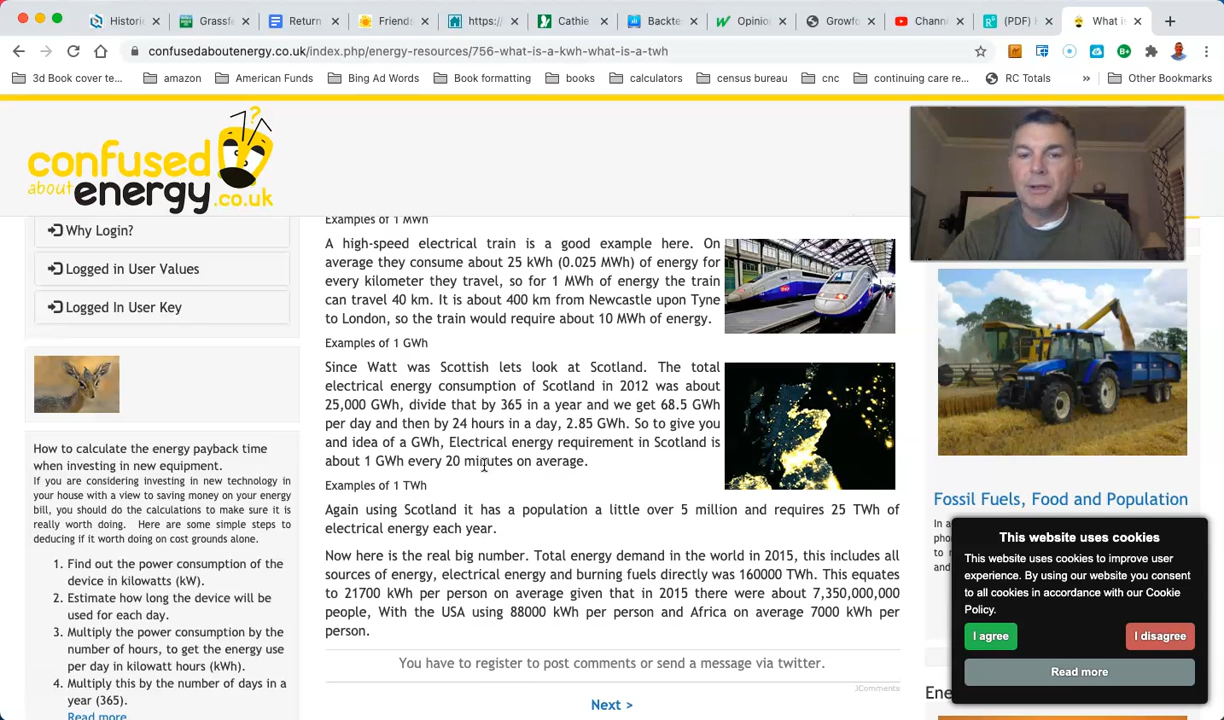 Historic
Grassfe
Return
Friends
https:/
Cathie
Backte
Opinion
Growfo
Chann
(PDF) I
What is
confusedaboutenergy.co.uk/index.php/energy-resources/756-what-is-a-kwh-what-is-a-twh
3d Book cover te...
amazon
American Funds
Bing Ad Words
Book formatting
books
calculators
census bureau
cnc
continuing care re...
RC Totals
»
Other Bookmarks
confused
about energy.co.uk
Why Login?
Logged in User Values
Logged In User Key
How to calculate the energy payback time
when investing in new equipment.
If you are considering investing in new technology in
your house with a view to saving money on your energy
bill, you should do the calculations to make sure it is
really worth doing. Here are some simple steps to
deducing if it worth doing on cost grounds alone.
1. Find out the power consumption of the
device in kilowatts (kW).
2. Estimate how long the device will be
used for each day.
3. Multiply the power consumption by the
number of hours, to get the energy use
per day in kilowatt hours (kWh).
4. Multiply this by the number of days in a
year (365).
Read more
Examples of 1 MWh
A high-speed electrical train is a good example here. On
average they consume about 25 kWh (0.025 MWh) of energy for
every kilometer they travel, so for 1 MWh of energy the train
can travel 40 km. It is about 400 km from Newcastle upon Tyne
to London, so the train would require about 10 MWh of energy.
Examples of 1 GWh
Since Watt was Scottish lets look at Scotland. The total
electrical energy consumption of Scotland in 2012 was about
25,000 GWh, divide that by 365 in a year and we get 68.5 GWh
per day and then by 24 hours in a day, 2.85 GWh. So to give you
and idea of a GWh, Electrical energy requirement in Scotland is
about 1 GWh every 20 minutes on average.
Examples of 1 TWh
Again using Scotland it has a population a little over 5 million and requires 25 TWh of
electrical energy each year.
Now here is the real big number. Total energy demand in the world in 2015, this includes all
sources of energy, electrical energy and burning fuels directly was 160000 TWh. This equates
to 21700 kWh per person on average given that in 2015 there were about 7,350,000,000
people, With the USA using 88000 kWh per person and Africa on average 7000 kWh per
person.
You have to register to post comments or send a message via twitter.
JComments
Next >
Fossil Fuels, Food and Population
In a
pho
to r
and
This website uses cookies
This website uses cookies to improve user
experience. By using our website you consent
to all cookies in accordance with our Cookie
Policy.
I agree
I disagree
Read more
Ene